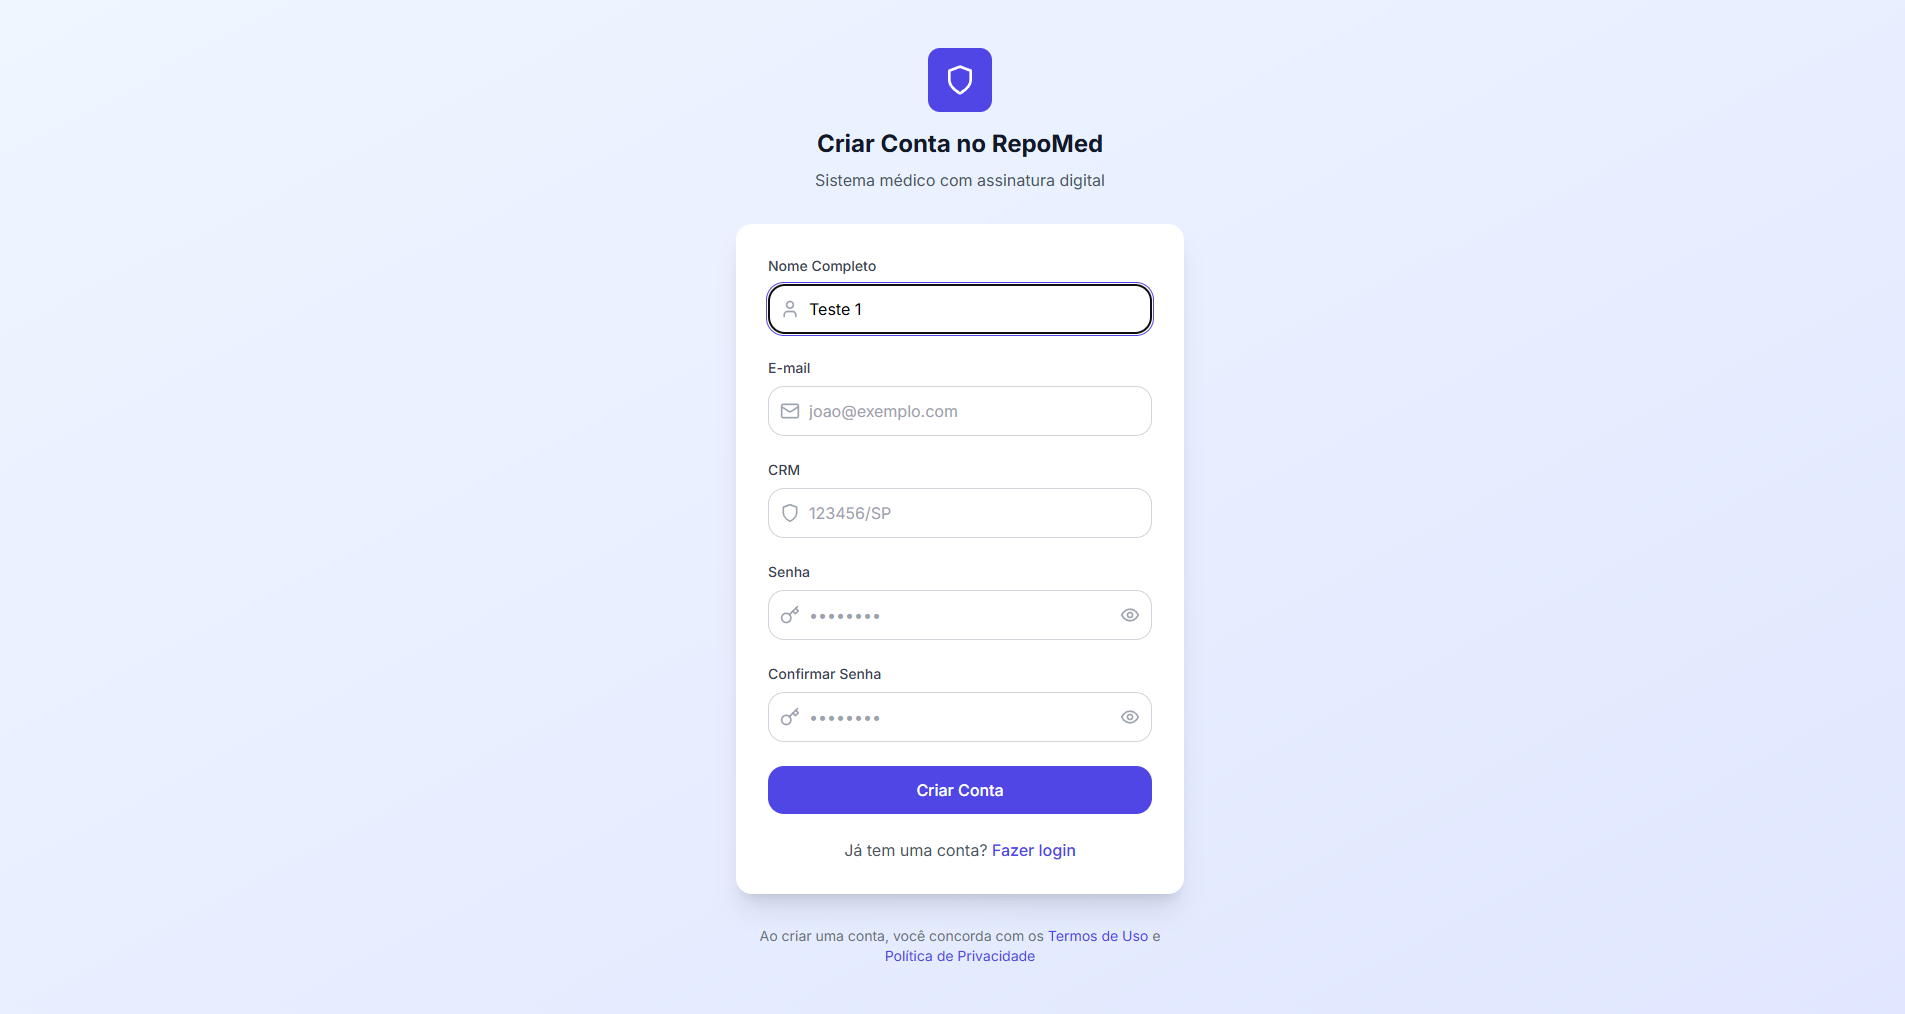 Criar Conta no RepoMed
Sistema médico com assinatura digital
Nome Completo
Teste 1
E-mail
joao@exemplo.com
CRM
123456/SP
Senha
••••••••
Confirmar Senha
••••••••
Criar Conta
Já tem uma conta? Fazer login
Ao criar uma conta, você concorda com os Termos de Uso e
Política de Privacidade